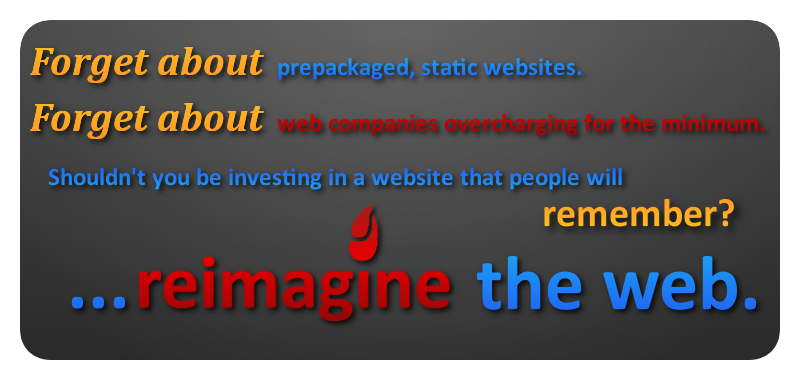 Forget about prepackaged, static websites.
Forget about web companies overcharging for the minimum.
Shouldn't you be investing in a website that people will
remember?
...reimagine the web.